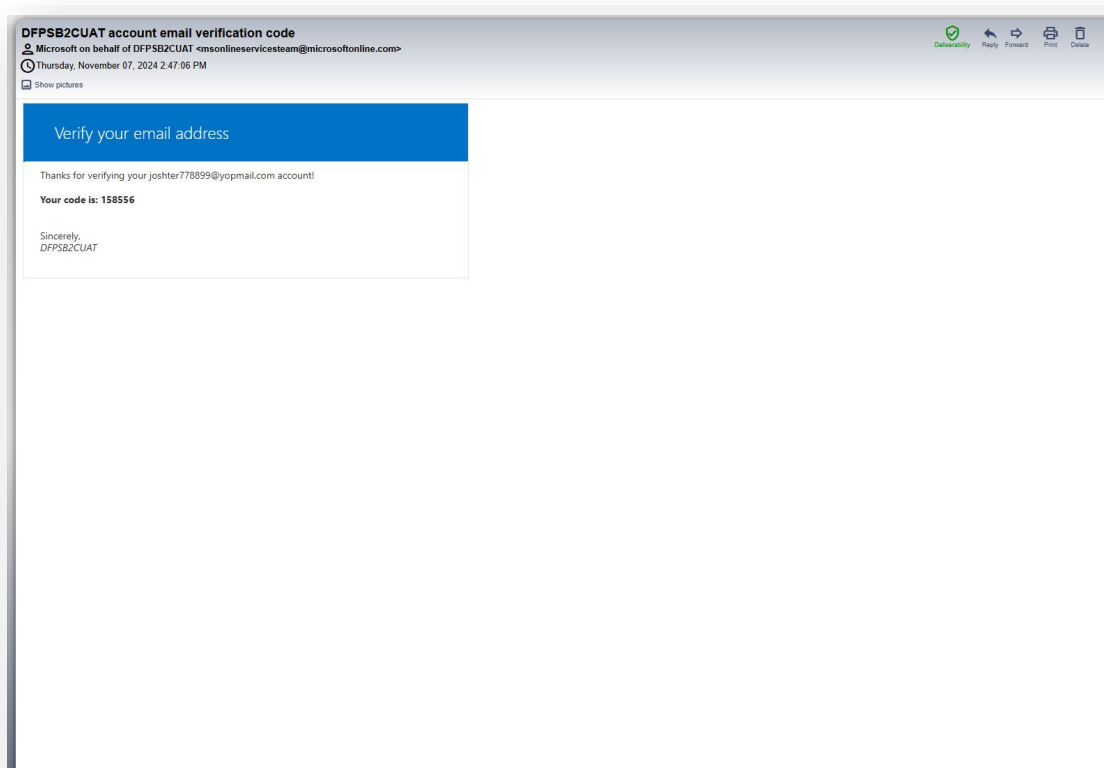 DFPSB2CUAT account email verification code
Microsoft on behalf of DFPSB2CUAT <msonlineservicesteam@microsoftonline.com>
Thursday, November 07, 2024 2:47:06 PM
Show pictures
Deliverability Reply Forward Print Delete
Verify your email address
Thanks for verifying your joshter778899@yopmail.com account!
Your code is: 158556
Sincerely,
DFPSB2CUAT